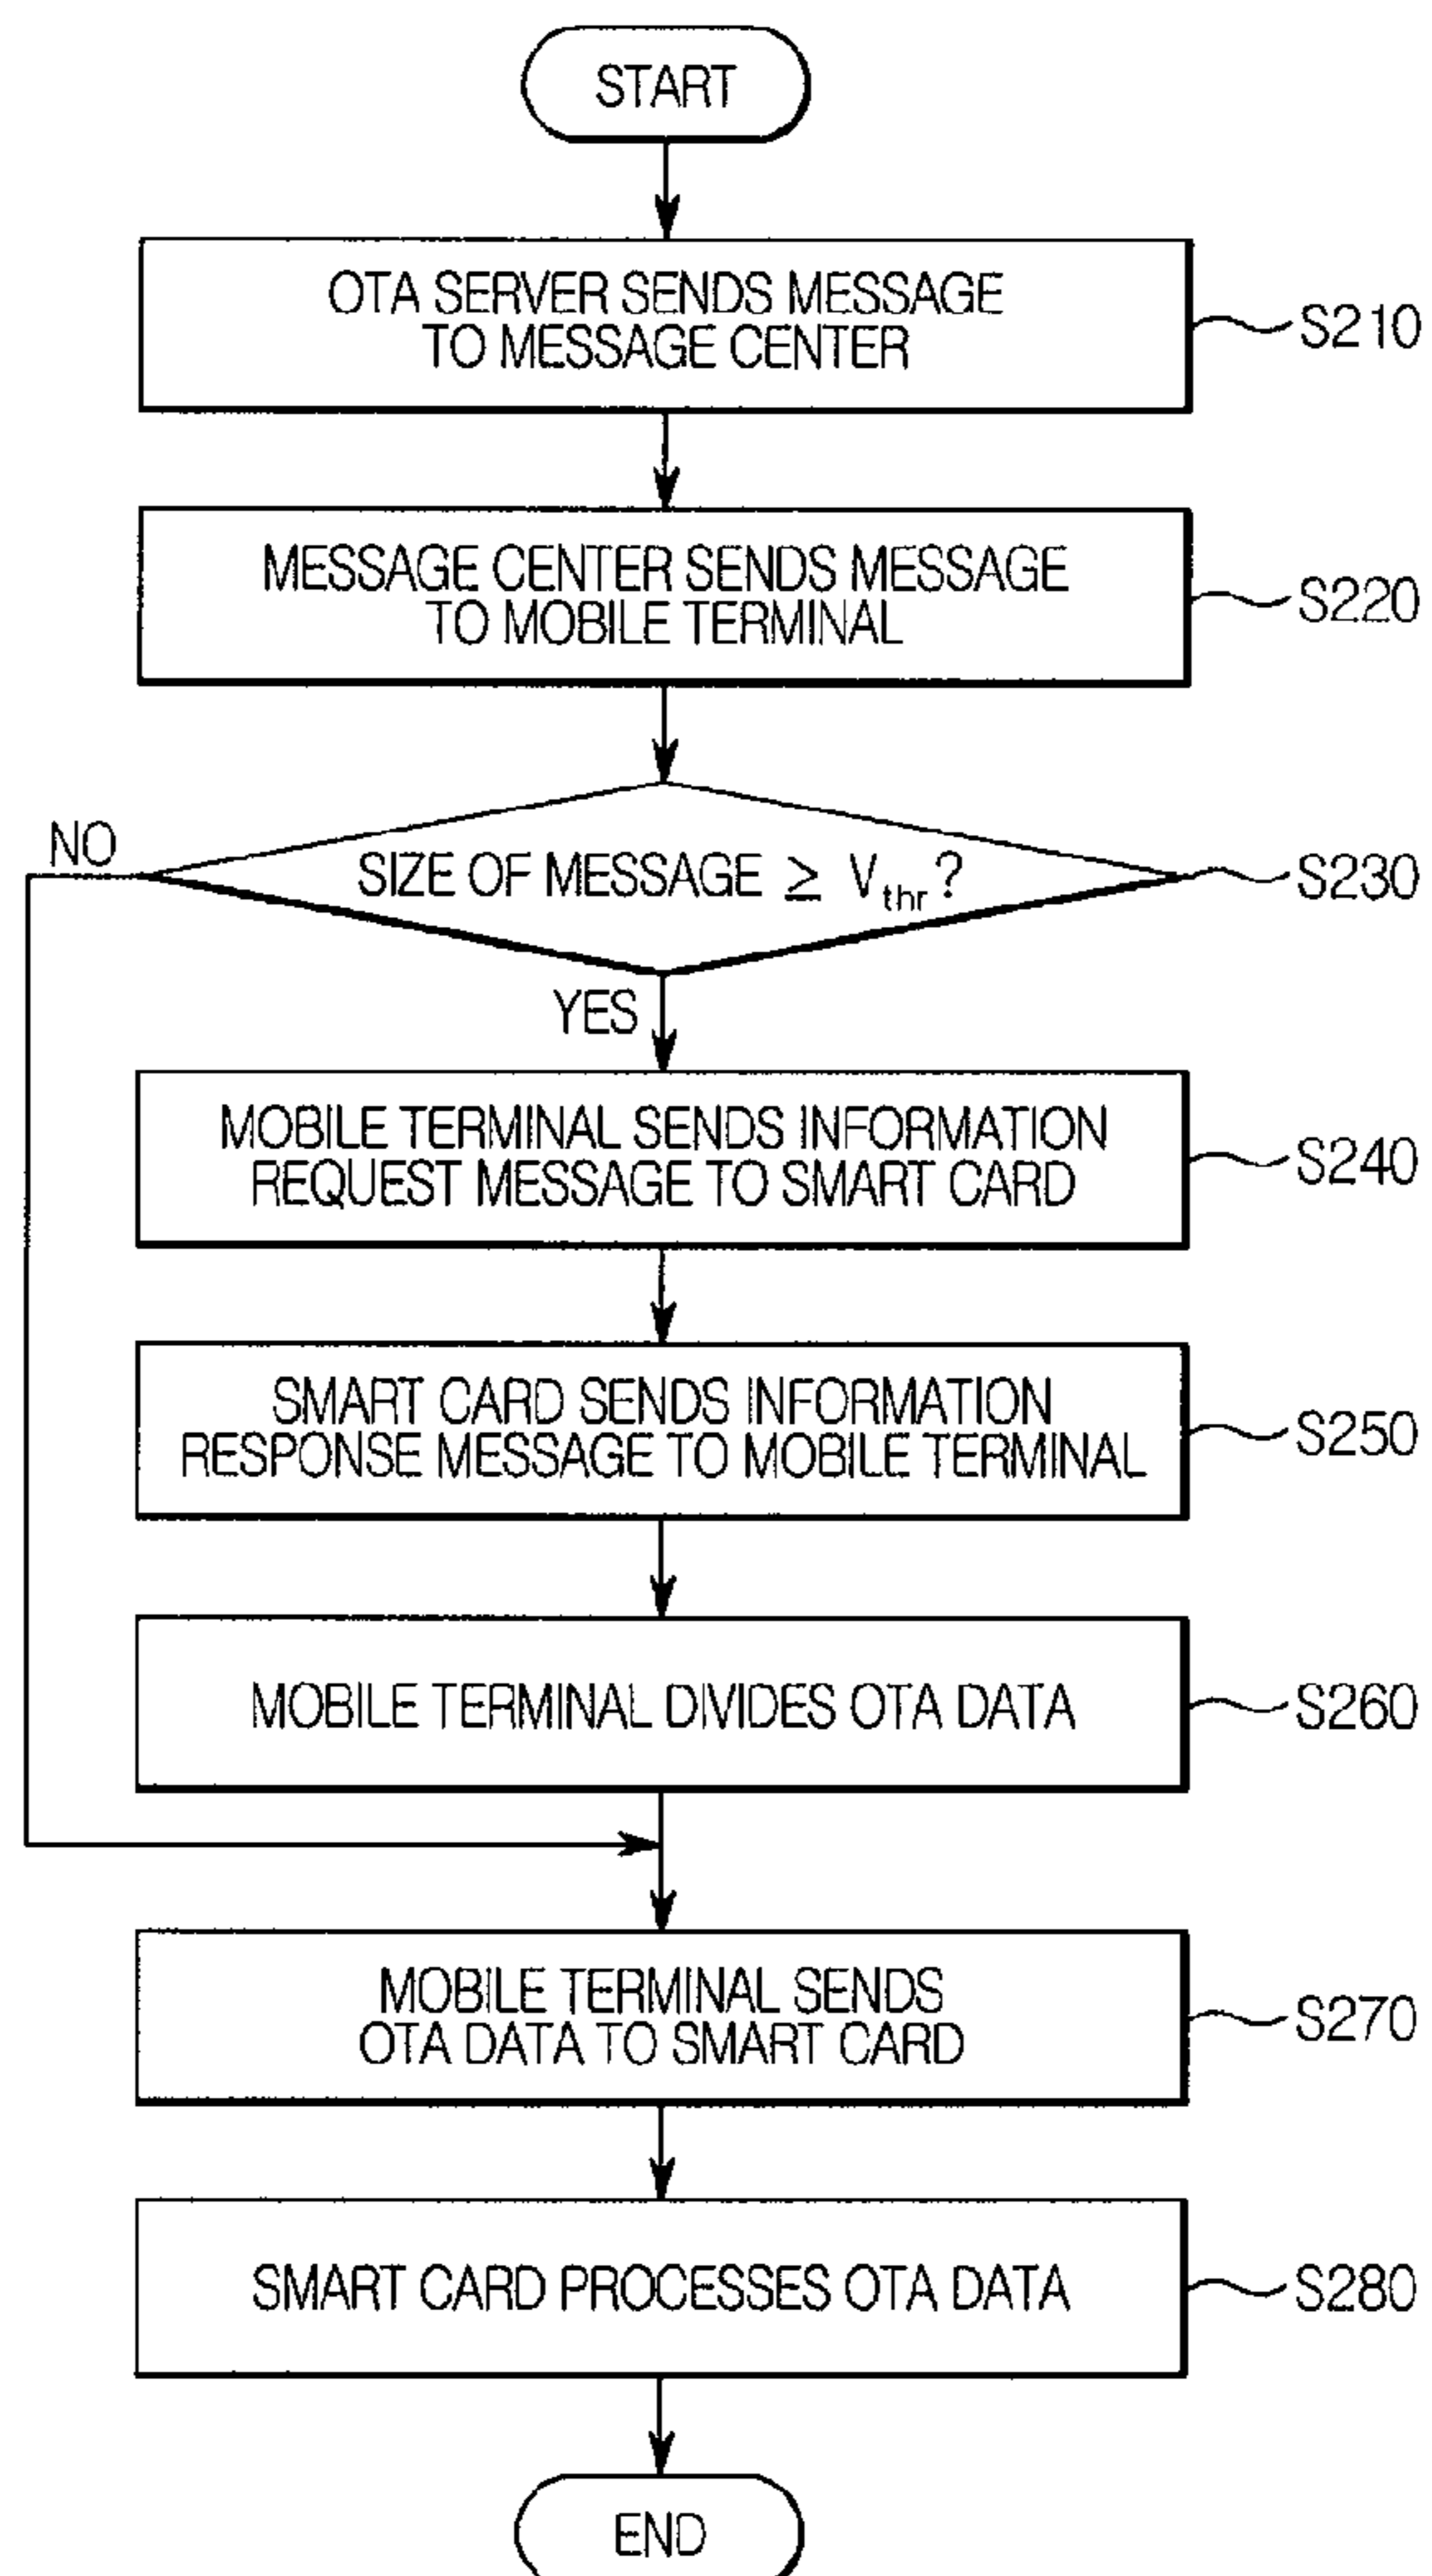 START
OTA SERVER SENDS MESSAGE
TO MESSAGE CENTER
S210
MESSAGE CENTER SENDS MESSAGE
TO MOBILE TERMINAL
S220
NO
SIZE OF MESSAGE ≥ Vthr?
S230
YES
MOBILE TERMINAL SENDS INFORMATION
REQUEST MESSAGE TO SMART CARD
S240
SMART CARD SENDS INFORMATION
RESPONSE MESSAGE TO MOBILE TERMINAL
S250
MOBILE TERMINAL DIVIDES OTA DATA
S260
MOBILE TERMINAL SENDS
OTA DATA TO SMART CARD
S270
SMART CARD PROCESSES OTA DATA
S280
END